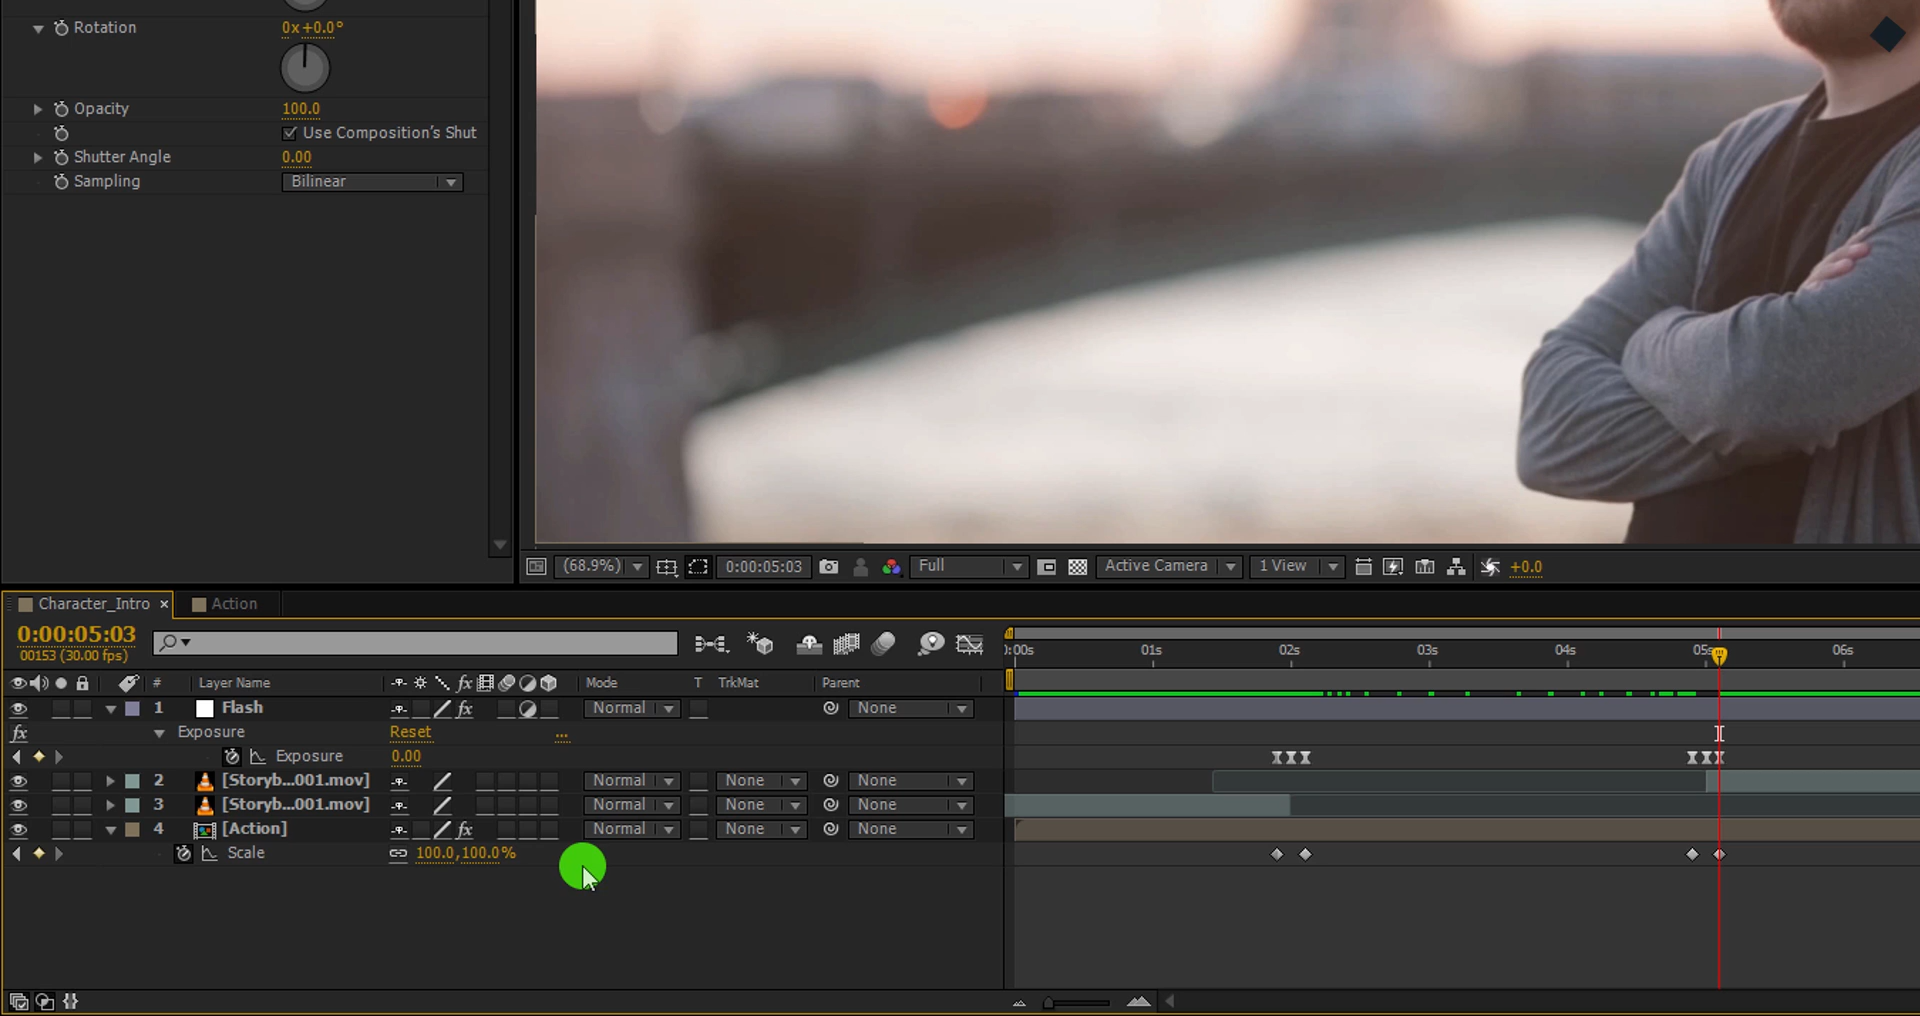 Rotation 0x+0.0°
Opacity 100.0
Use Composition's Shut
Shutter Angle 0.00
Sampling Bilinear
(68.9%) 0:00:05:03 Full Active Camera 1 View +0.0
Character_Intro × Action
0:00:05:03
00153 (30.00 fps)
):00s 01s 02s 03s 04s 05s 06s
# Layer Name fx Mode T TrkMat Parent
1 Flash fx Normal None
fx Exposure Reset ...
Exposure 0.00
2 [Storyb...001.mov] Normal None None
3 [Storyb...001.mov] Normal None None
4 [Action] fx Normal None None
Scale 100.0,100.0%